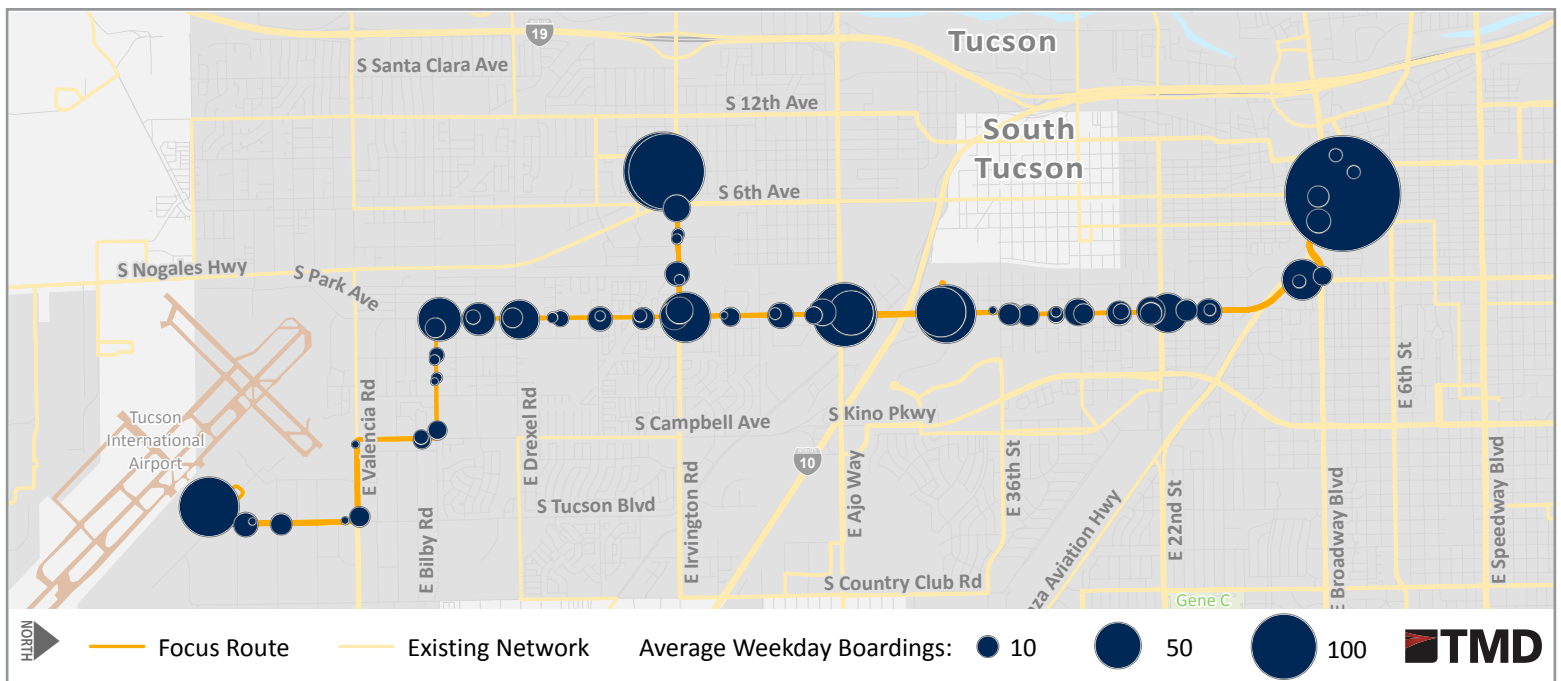 19
Tucson
S Santa Clara Ave
S 12th Ave
South
Tucson
S 6th Ave
S Nogales Hwy
S Park Ave
E 6th St
Tucson
International
Airport
E Valencia Rd
E Drexel Rd
S Campbell Ave
S Kino Pkwy
E Bilby Rd
S Tucson Blvd
E Irvington Rd
10
E Ajo Way
E 36th St
E 22nd St
E Broadway Blvd
E Speedway Blvd
S Country Club Rd
za Aviation Hwy
Gene C
NORTH
Focus Route
Existing Network
Average Weekday Boardings:
10
50
100
TMD